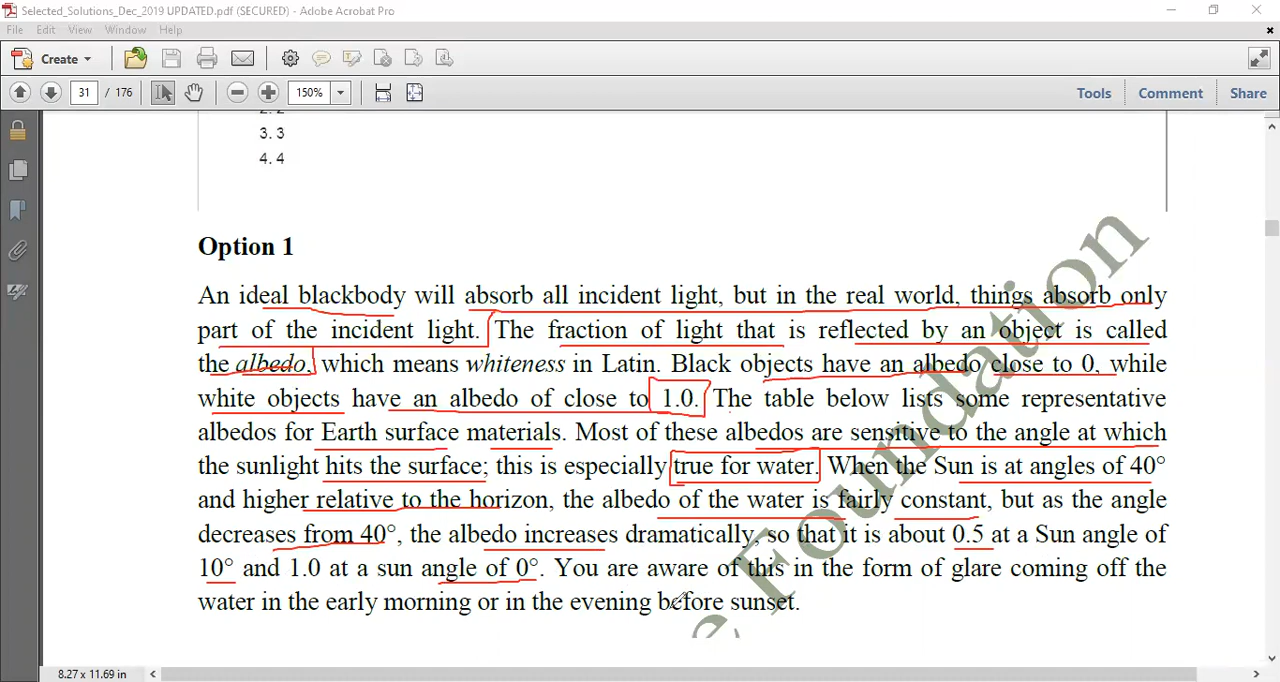 Selected_Solutions_Dec_2019 UPDATED.pdf (SECURED) - Adobe Acrobat Pro
File Edit View Window Help
Create
31 / 176 150% Tools Comment Share
3. 3
4. 4
Option 1
An ideal blackbody will absorb all incident light, but in the real world, things absorb only
part of the incident light. The fraction of light that is reflected by an object is called
the albedo, which means whiteness in Latin. Black objects have an albedo close to 0, while
white objects have an albedo of close to 1.0. The table below lists some representative
albedos for Earth surface materials. Most of these albedos are sensitive to the angle at which
the sunlight hits the surface; this is especially true for water. When the Sun is at angles of 40°
and higher relative to the horizon, the albedo of the water is fairly constant, but as the angle
decreases from 40°, the albedo increases dramatically, so that it is about 0.5 at a Sun angle of
10° and 1.0 at a sun angle of 0°. You are aware of this in the form of glare coming off the
water in the early morning or in the evening before sunset.
e Foundation
8.27 x 11.69 in